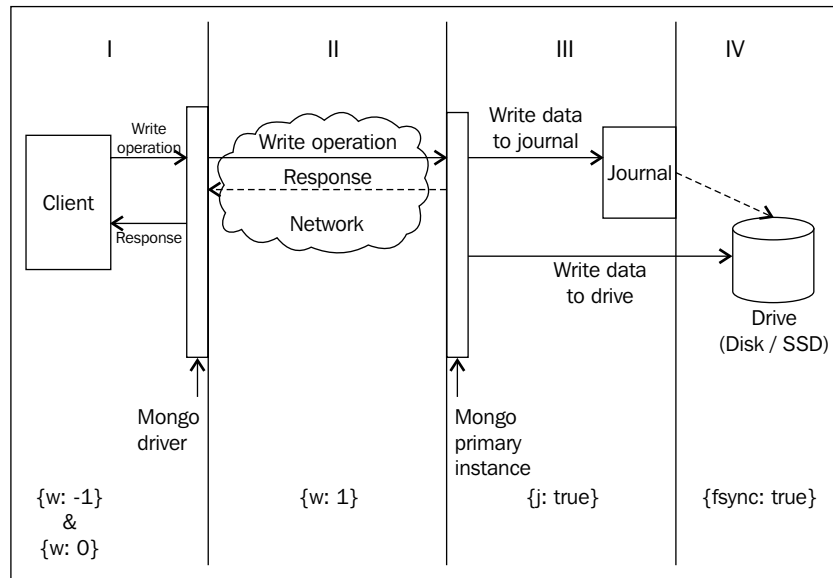 I
II
III
IV
Write
operation
Write operation
Write data
to journal
Response
Journal
Client
Response
Network
Write data
to drive
Drive
(Disk / SSD)
Mongo
driver
Mongo
primary
instance
{w: -1}
&
{w: 0}
{w: 1}
{j: true}
{fsync: true}